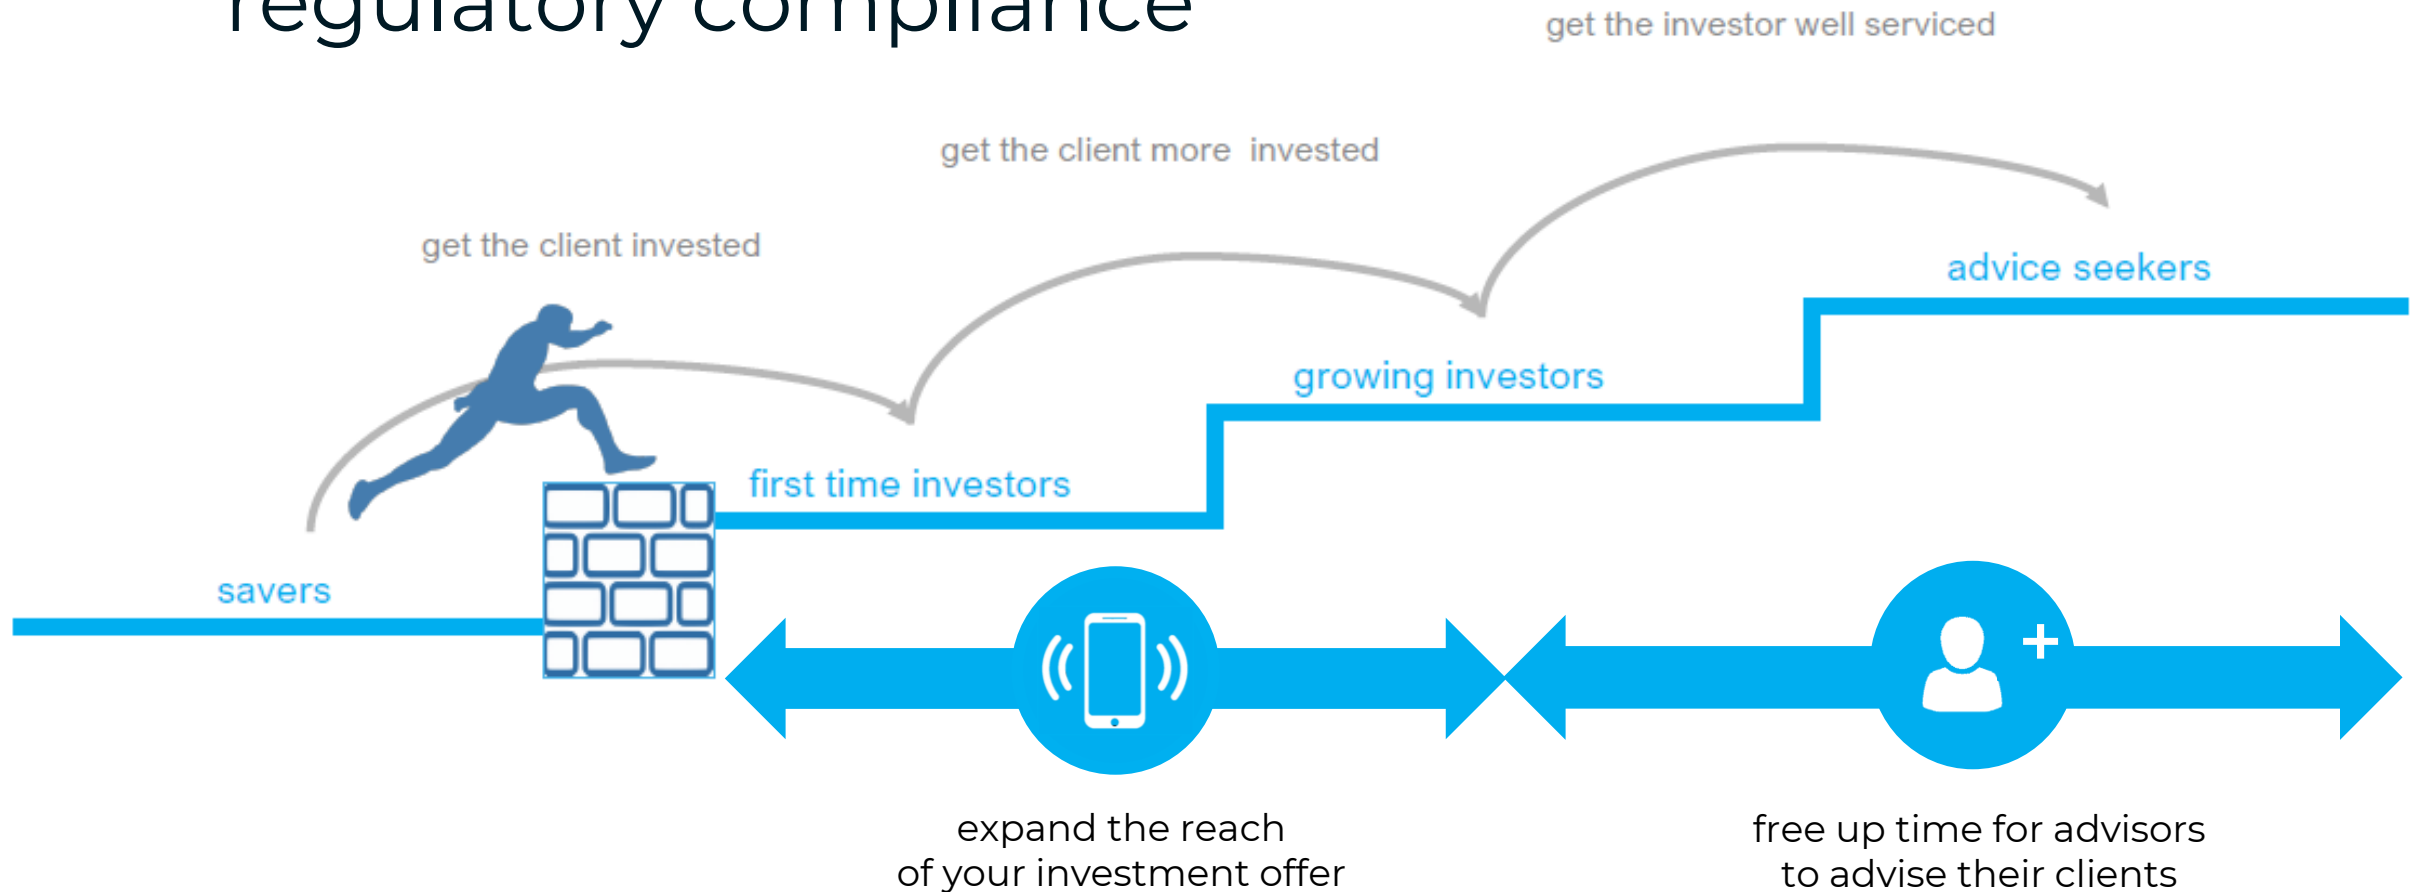 regulatory compliance
get the investor well serviced
get the client more  invested
get the client invested
advice seekers
growing investors
first time investors
savers
expand the reach
of your investment offer
free up time for advisors
to advise their clients